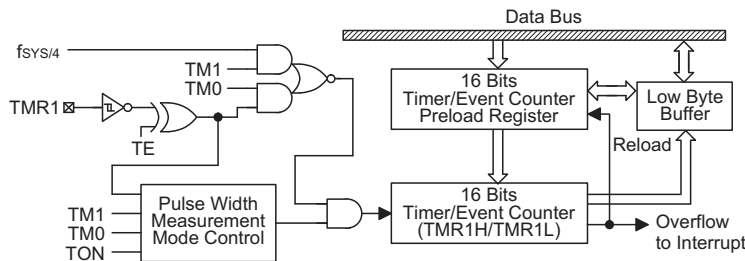 Data Bus
fSYS/4
TM1
TM0
TMR1
TE
16 Bits
Timer/Event Counter
Preload Register
Low Byte
Buffer
Reload
TM1
TM0
TON
Pulse Width
Measurement
Mode Control
16 Bits
Timer/Event Counter
(TMR1H/TMR1L)
Overflow
to Interrupt